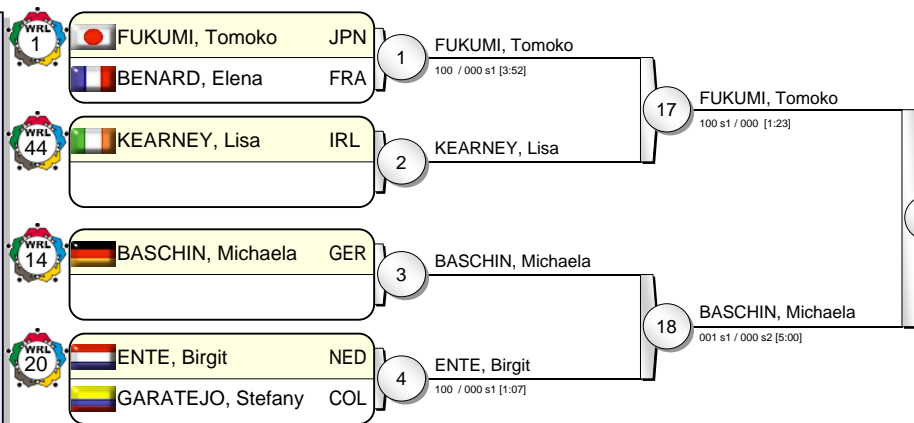 WRL
1
FUKUMI, Tomoko JPN
BENARD, Elena FRA
1
FUKUMI, Tomoko
100 / 000 s1 [3:52]
WRL
44
KEARNEY, Lisa IRL
2
KEARNEY, Lisa
17
FUKUMI, Tomoko
100 s1 / 000 [1:23]
WRL
14
BASCHIN, Michaela GER
3
BASCHIN, Michaela
WRL
20
ENTE, Birgit NED
GARATEJO, Stefany COL
4
ENTE, Birgit
100 / 000 s1 [1:07]
18
BASCHIN, Michaela
001 s1 / 000 s2 [5:00]